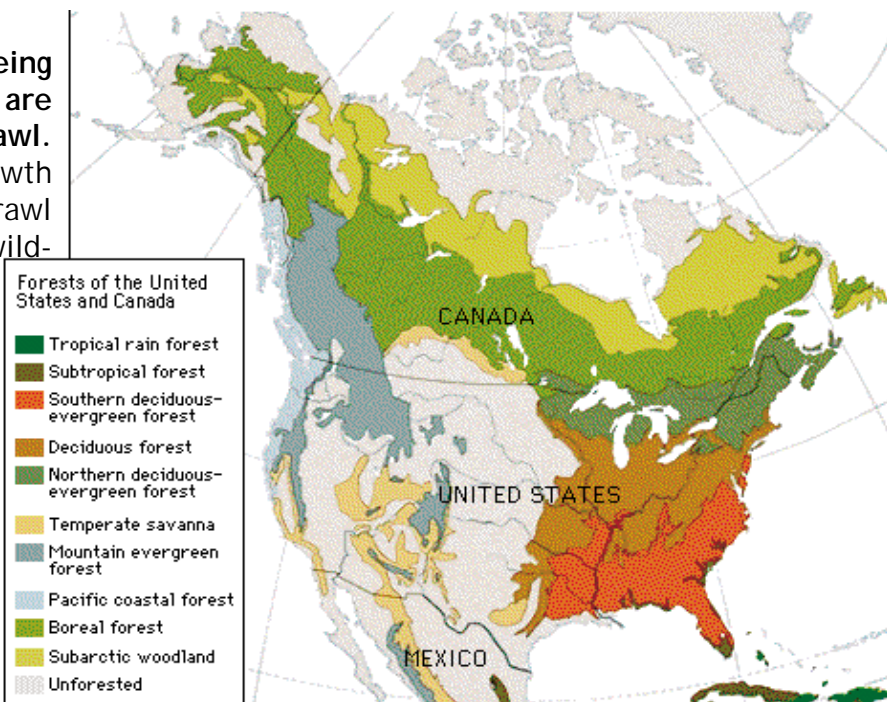 eing
are
awl.
wth
rawl
wild-
Forests of the United
States and Canada
Tropical rain forest
Subtropical forest
Southern deciduous-
evergreen forest
Deciduous forest
Northern deciduous-
evergreen forest
Temperate savanna
Mountain evergreen
forest
Pacific coastal forest
Boreal forest
Subarctic woodland
Unforested
CANADA
UNITED STATES
MEXICO